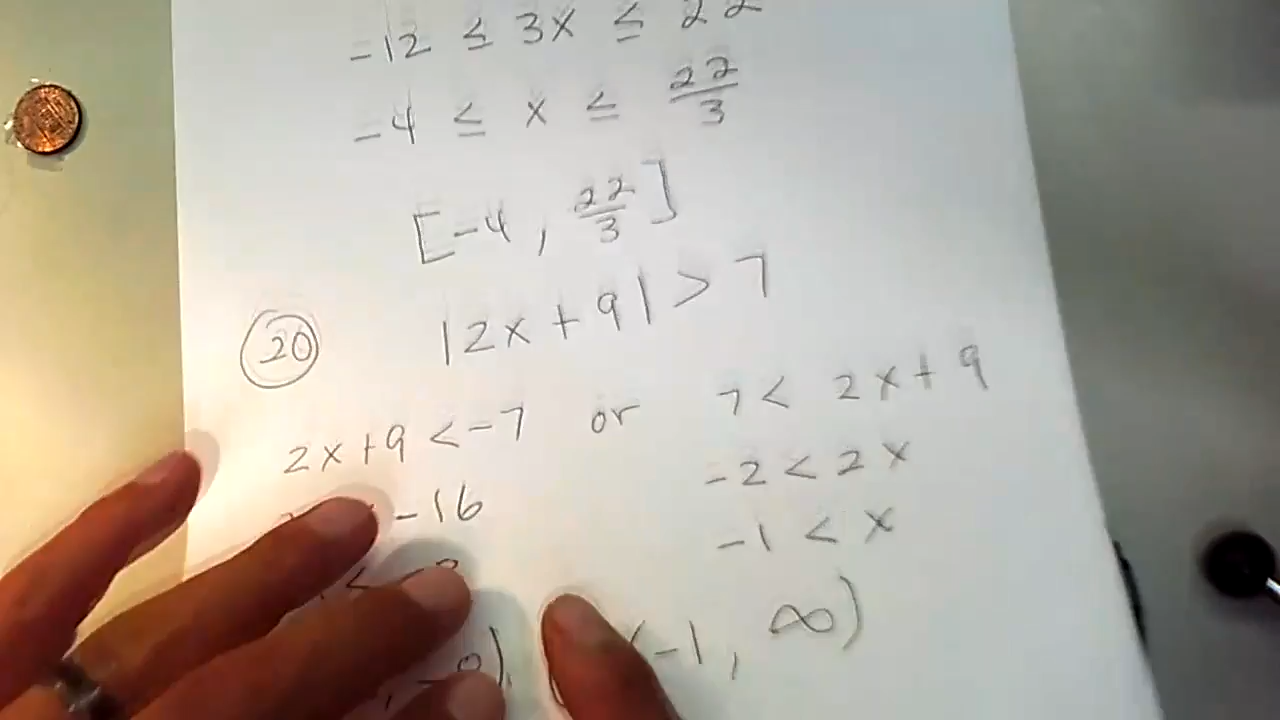 -12 ≤ 3x ≤ 22
-4 ≤ x ≤ 22/3
[-4, 22/3]
20 |2x+9| > 7
2x+9 < -7 or 7 < 2x+9
-16 -2 < 2x
< -1 < x
(-1, ∞)